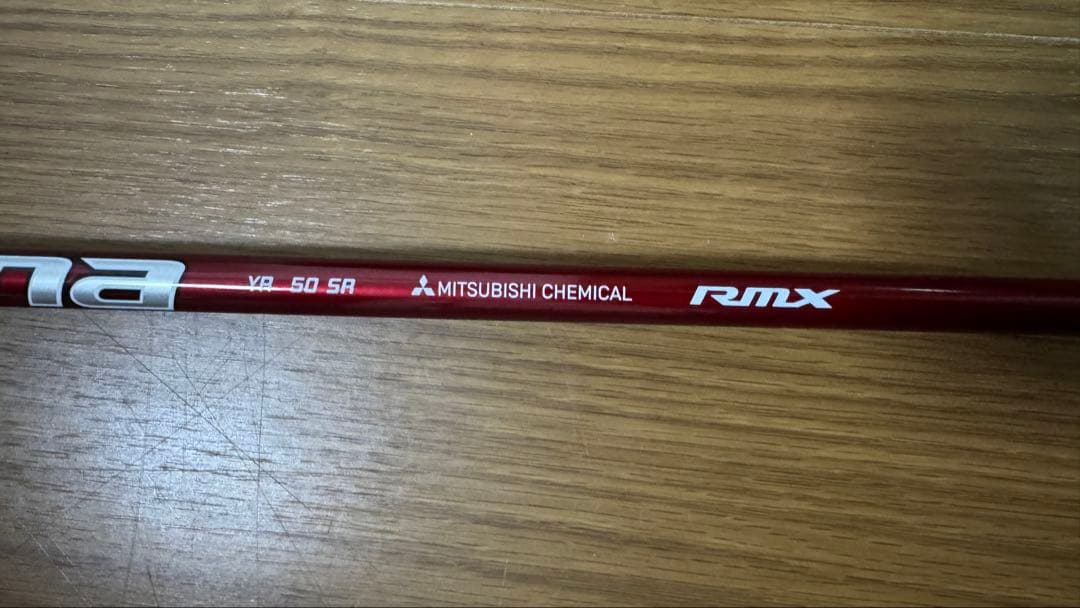 na YR 50 SR MITSUBISHI CHEMICAL RMX